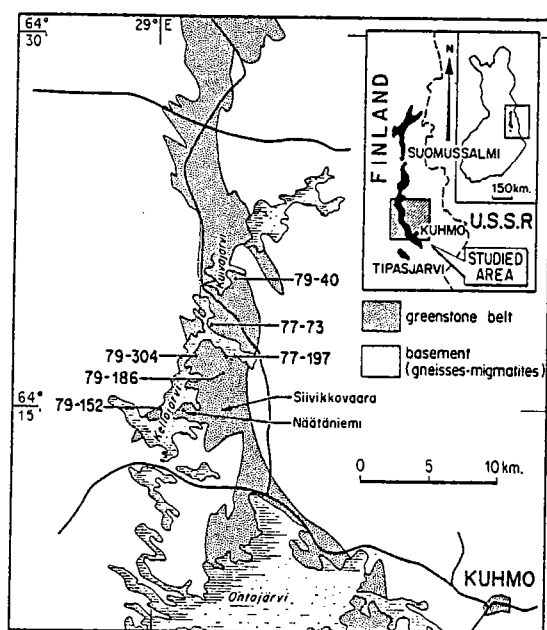 64°
30
29° E
N
FINLAND
SUOMUSSALMI
150km.
U.S.S.R
KUHMO
STUDIED
AREA
TIPASJÄRVI
79-40
77-73
79-304
77-197
79-186
64°
15'
79-152
Siivikkovaara
Näätäniemi
greenstone belt
basement
(gneisses-migmatites)
0 5 10 km.
KUHMO
Ontojärvi